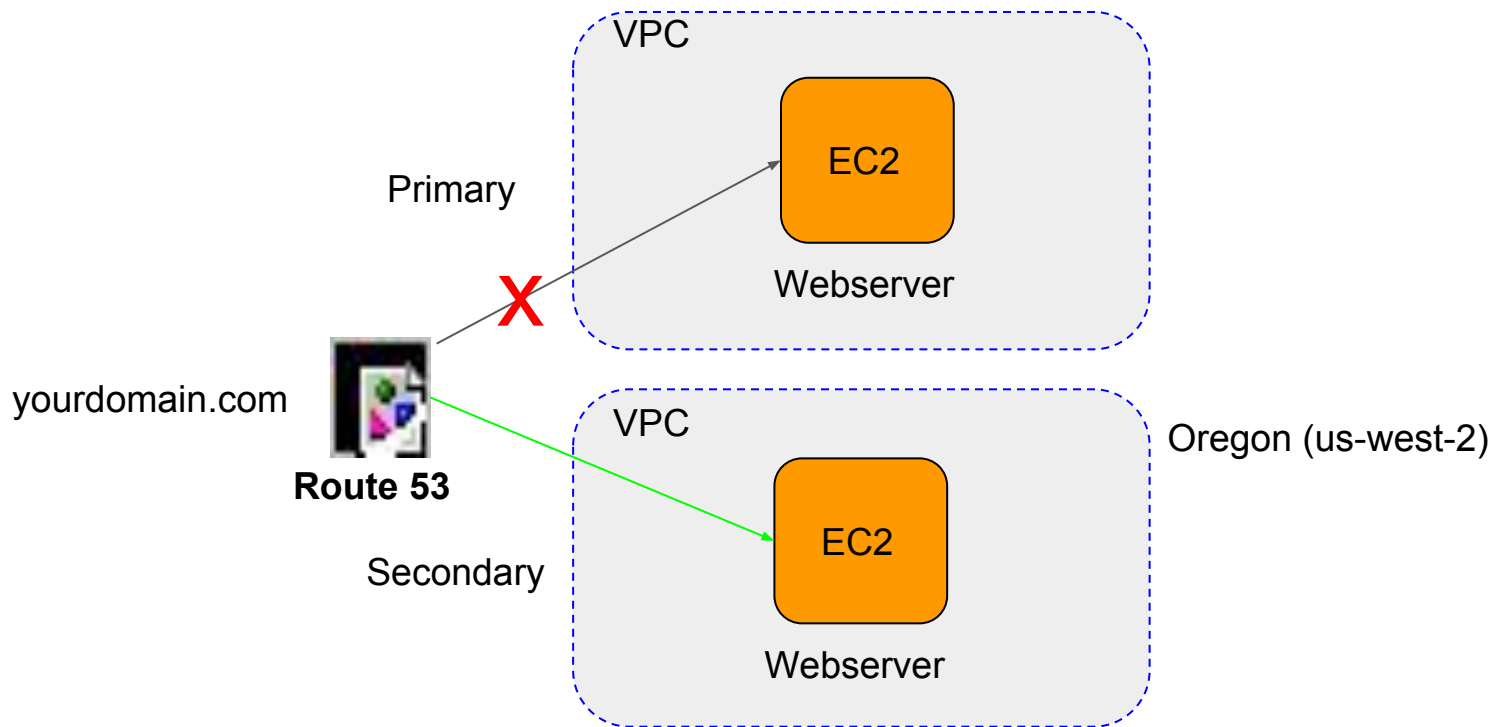 VPC
EC2
Primary
Webserver
X
yourdomain.com
Route 53
VPC
Oregon (us-west-2)
EC2
Secondary
Webserver